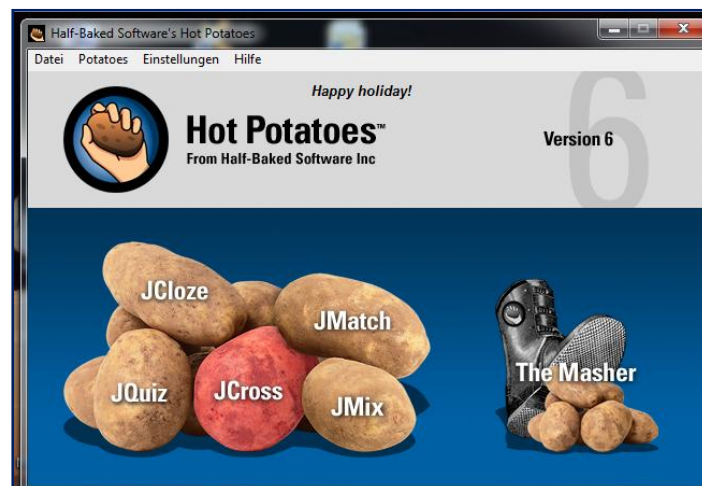 Half-Baked Software's Hot Potatoes
Datei Potatoes Einstellungen Hilfe
Happy holiday!
Hot Potatoes™
From Half-Baked Software Inc
Version 6
6
JCloze
JMatch
JQuiz
JCross
JMix
The Masher